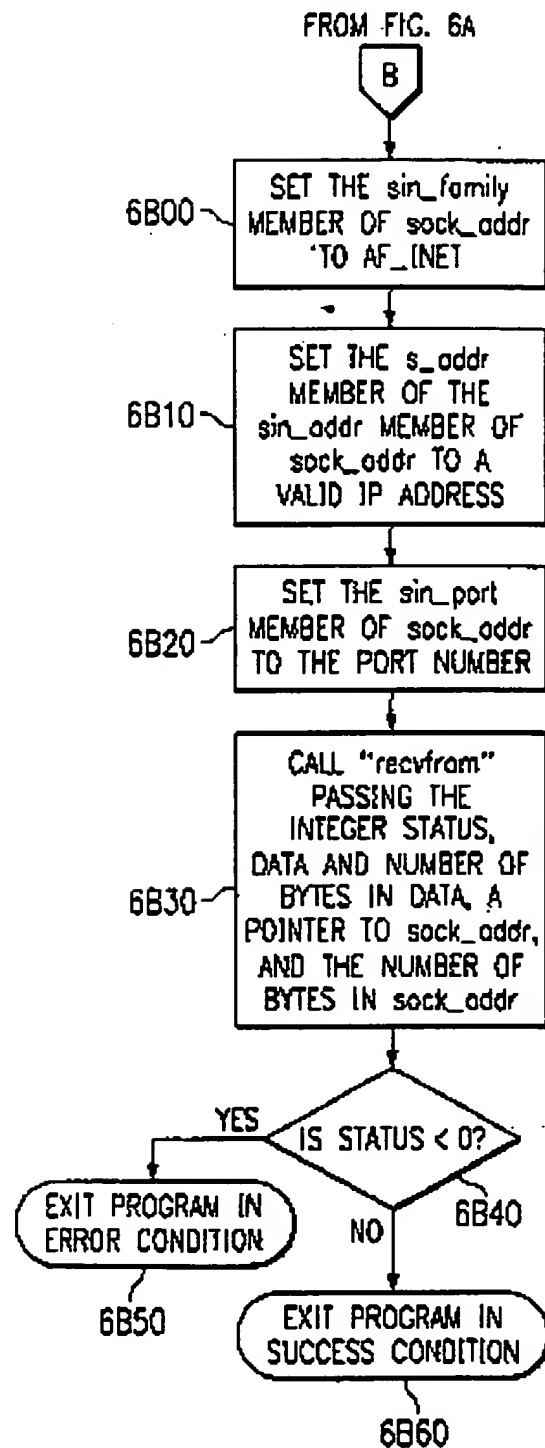 FROM FIG. 6A
B
6B00
SET THE sin_family
MEMBER OF sock_addr
TO AF_INET
6B10
SET THE s_addr
MEMBER OF THE
sin_addr MEMBER OF
sock_addr TO A
VALID IP ADDRESS
6B20
SET THE sin_port
MEMBER OF sock_addr
TO THE PORT NUMBER
6B30
CALL "recvfrom"
PASSING THE
INTEGER STATUS,
DATA AND NUMBER OF
BYTES IN DATA, A
POINTER TO sock_addr,
AND THE NUMBER OF
BYTES IN sock_addr
YES
IS STATUS < 0?
6B40
EXIT PROGRAM IN
ERROR CONDITION
6B50
NO
EXIT PROGRAM IN
SUCCESS CONDITION
6B60